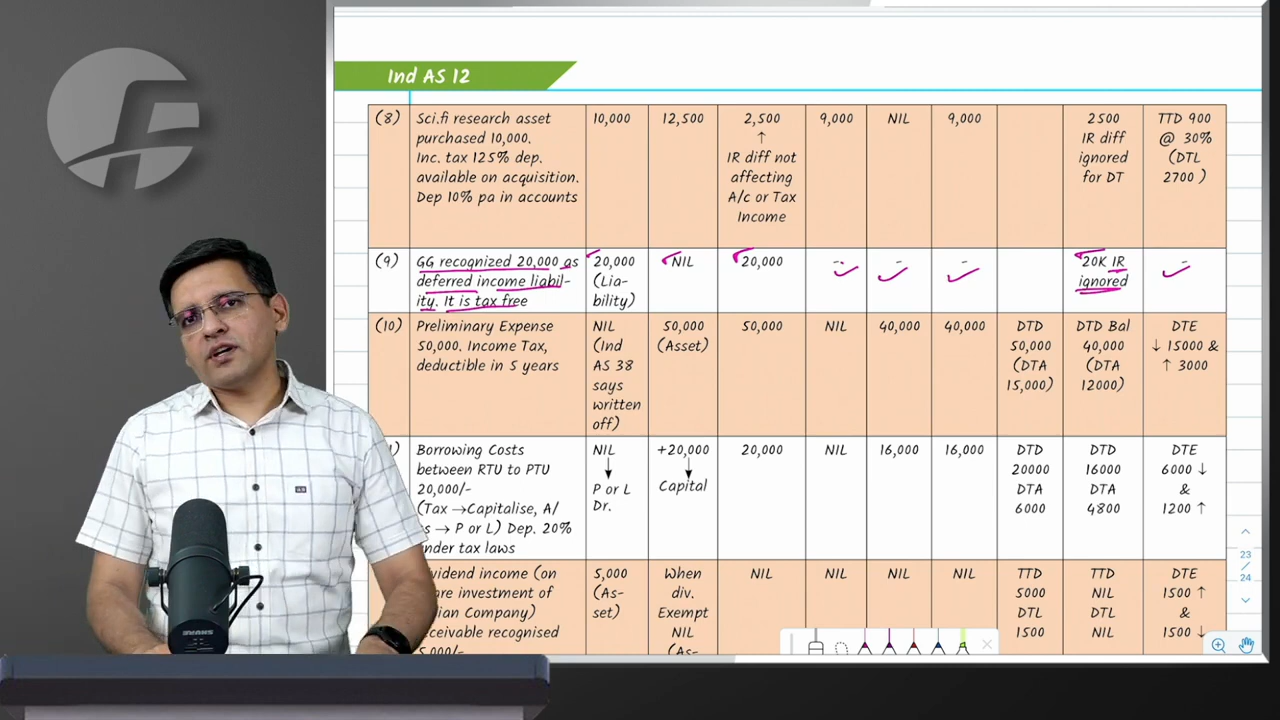 Ind AS 12
(8) Sci.fi research asset purchased 10,000. Inc. tax 125% dep. available on acquisition. Dep 10% pa in accounts
10,000
12,500
2,500
↑
IR diff not
affecting
A/c or Tax
Income
9,000
NIL
9,000
2500
IR diff
ignored
for DT
TTD 900
@ 30%
(DTL
2700 )
(9) GG recognized 20,000 as
deferred income liabil-
ity. It is tax free
20,000
(Lia-
bility)
NIL
20,000
-
-
-
20K IR
ignored
-
(10) Preliminary Expense
50,000. Income Tax,
deductible in 5 years
NIL
(Ind
AS 38
says
written
off)
50,000
(Asset)
50,000
NIL
40,000
40,000
DTD
50,000
(DTA
15,000)
DTD Bal
40,000
(DTA
12000)
DTE
↓ 15000 &
↑ 3000
Borrowing Costs
between RTU to PTU
20,000/-
(Tax →Capitalise, A/
→ P or L) Dep. 20%
under tax laws
NIL
↓
P or L
Dr.
+20,000
↓
Capital
20,000
NIL
16,000
16,000
DTD
20000
DTA
6000
DTD
16000
DTA
4800
DTE
6000 ↓
&
1200 ↑
Dividend income (on
investment of
Company)
recognised
5,000
(As-
set)
When
div.
Exempt
NIL
(As-
NIL
NIL
NIL
NIL
TTD
5000
DTL
1500
TTD
NIL
DTL
NIL
DTE
1500 ↑
&
1500 ↓
23
/
24
SHURE